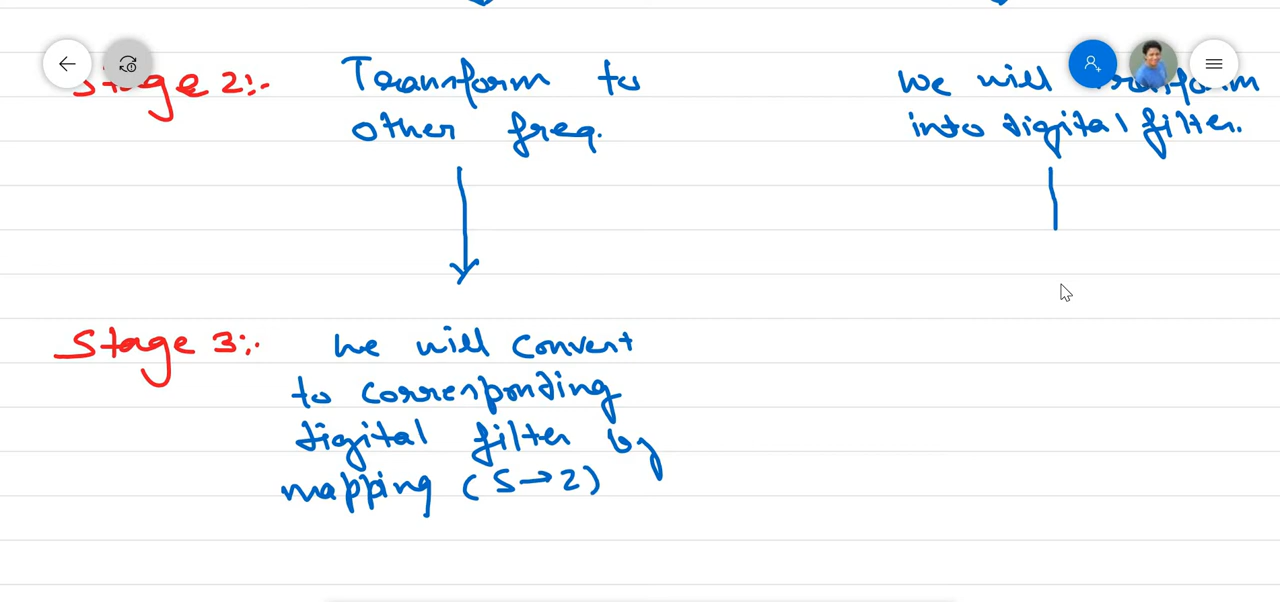 Stage 2:-
Transform to
other freq.
we will transform
into digital filter.
Stage 3:-
we will convert
to corresponding
digital filter by
mapping (S→Z)